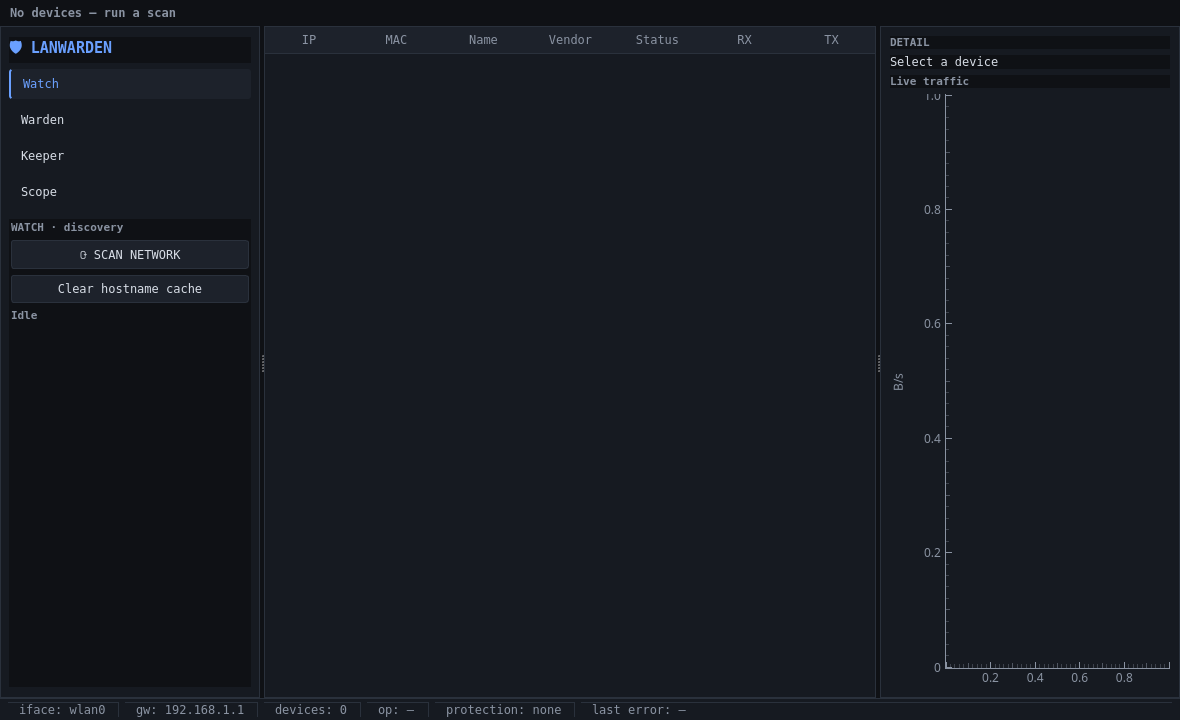 No devices — run a scan
LANWARDEN
Watch
Warden
Keeper
Scope
WATCH · discovery
SCAN NETWORK
Clear hostname cache
Idle
IP MAC Name Vendor Status RX TX
DETAIL
Select a device
Live traffic
1.0
0.8
0.6
B/s
0.4
0.2
0
0.2 0.4 0.6 0.8
iface: wlan0 gw: 192.168.1.1 devices: 0 op: — protection: none last error: —